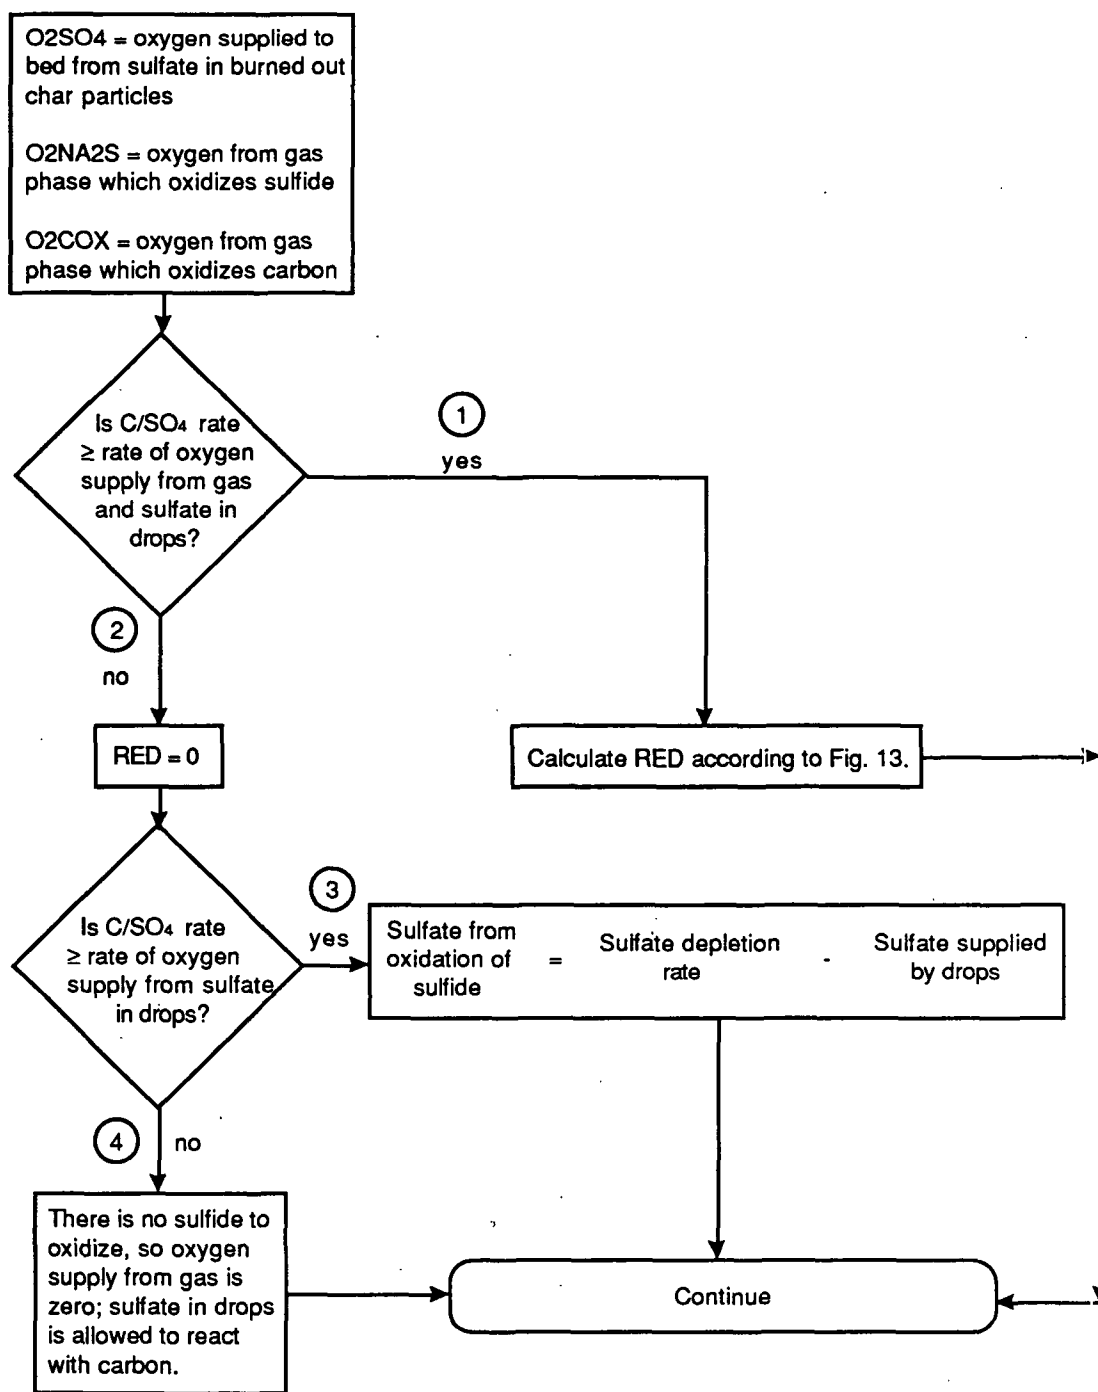 O2SO4 = oxygen supplied to
bed from sulfate in burned out
char particles
O2NA2S = oxygen from gas
phase which oxidizes sulfide
O2COX = oxygen from gas
phase which oxidizes carbon
Is C/SO4 rate
≥ rate of oxygen
supply from gas
and sulfate in
drops?
1
yes
2
no
RED = 0
Calculate RED according to Fig. 13.
Is C/SO4 rate
≥ rate of oxygen
supply from sulfate
in drops?
3
yes
Sulfate from
oxidation of
sulfide
=
Sulfate depletion
rate
-
Sulfate supplied
by drops
4
no
There is no sulfide to
oxidize, so oxygen
supply from gas is
zero; sulfate in drops
is allowed to react
with carbon.
Continue